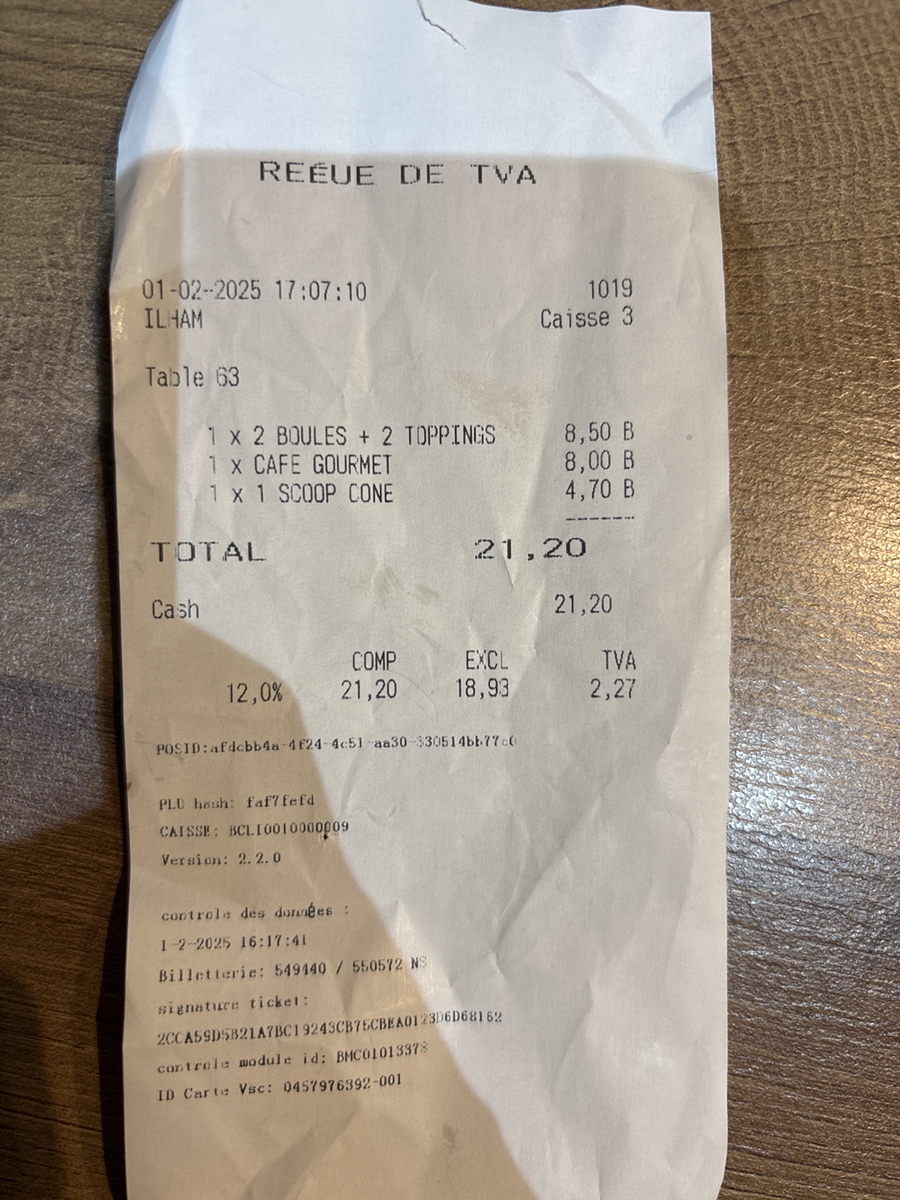 REÉUE DE TVA
01-02-2025 17:07:10 1019
ILHAM Caisse 3
Table 63
1 x 2 BOULES + 2 TOPPINGS 8,50 B
1 x CAFE GOURMET 8,00 B
1 x 1 SCOOP CONE 4,70 B
TOTAL 21,20
Cash 21,20
COMP EXCL TVA
12,0% 21,20 18,93 2,27
POSID:afdcbb4a-4f24-4c51-aa30-330514bb77c0
PLU hash: faf7fefd
CAISSE: BCLI0010000009
Version: 2.2.0
controle des données :
1-2-2025 16:17:41
Billetterie: 549440 / 550572 NS
signature ticket:
2CCA59D5B21A7BC19243CB75CBEA0123D6D68162
controle module id: BMC01013378
ID Carte Vsc: 0457976392-001